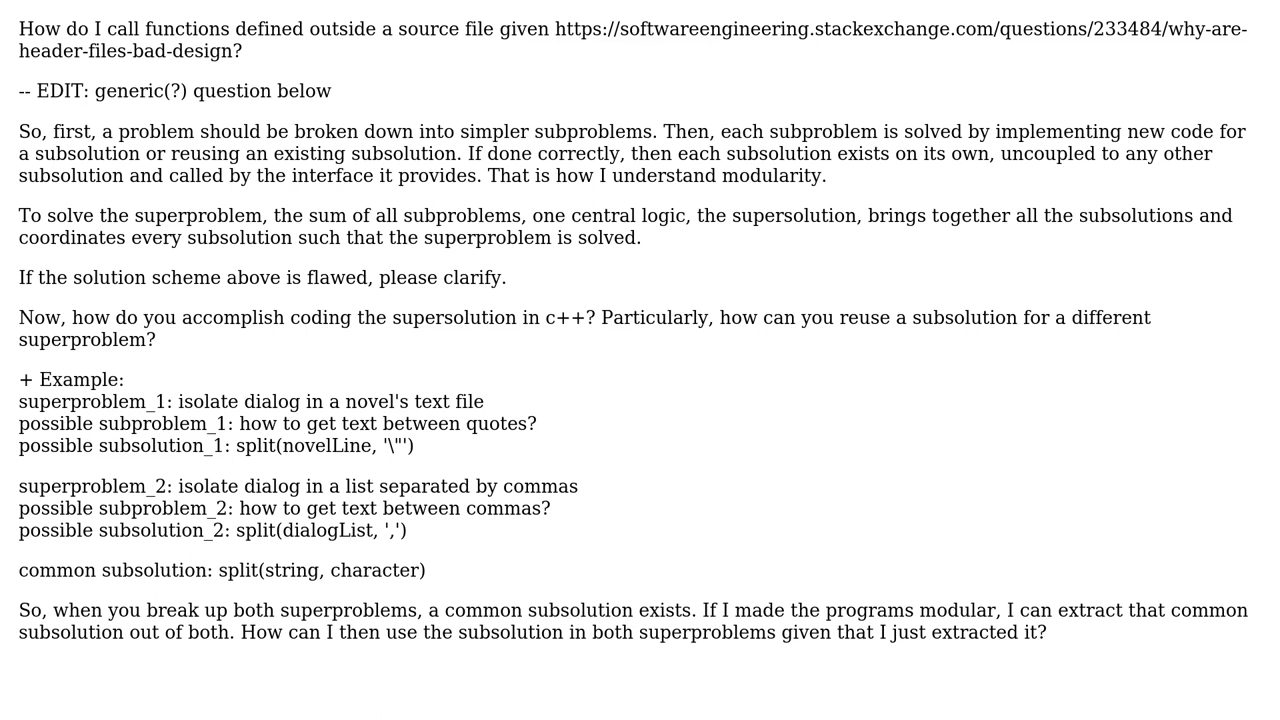 How do I call functions defined outside a source file given https://softwareengineering.stackexchange.com/questions/233484/why-are-
header-files-bad-design?
-- EDIT: generic(?) question below
So, first, a problem should be broken down into simpler subproblems. Then, each subproblem is solved by implementing new code for
a subsolution or reusing an existing subsolution. If done correctly, then each subsolution exists on its own, uncoupled to any other
subsolution and called by the interface it provides. That is how I understand modularity.
To solve the superproblem, the sum of all subproblems, one central logic, the supersolution, brings together all the subsolutions and
coordinates every subsolution such that the superproblem is solved.
If the solution scheme above is flawed, please clarify.
Now, how do you accomplish coding the supersolution in c++? Particularly, how can you reuse a subsolution for a different
superproblem?
+ Example:
superproblem_1: isolate dialog in a novel's text file
possible subproblem_1: how to get text between quotes?
possible subsolution_1: split(novelLine, '\"')
superproblem_2: isolate dialog in a list separated by commas
possible subproblem_2: how to get text between commas?
possible subsolution_2: split(dialogList, ',')
common subsolution: split(string, character)
So, when you break up both superproblems, a common subsolution exists. If I made the programs modular, I can extract that common
subsolution out of both. How can I then use the subsolution in both superproblems given that I just extracted it?